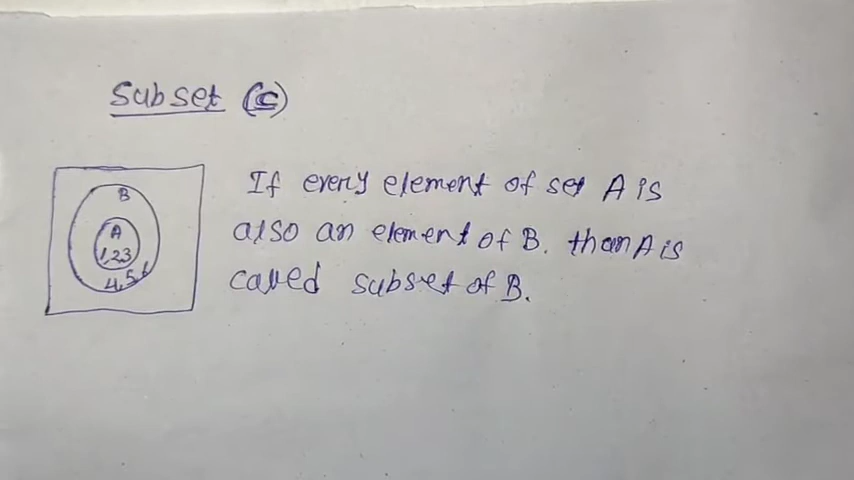 Subset (⊂)
B
A
1,2,3
4,5,6
If every element of set A is
also an element of B. than A is
called subset of B.